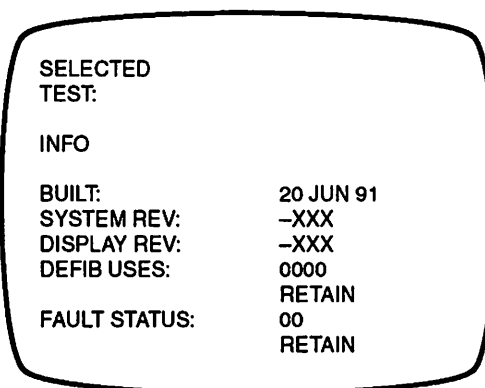 SELECTED
TEST:
INFO
BUILT: 20 JUN 91
SYSTEM REV: –XXX
DISPLAY REV: –XXX
DEFIB USES: 0000
RETAIN
FAULT STATUS: 00
RETAIN